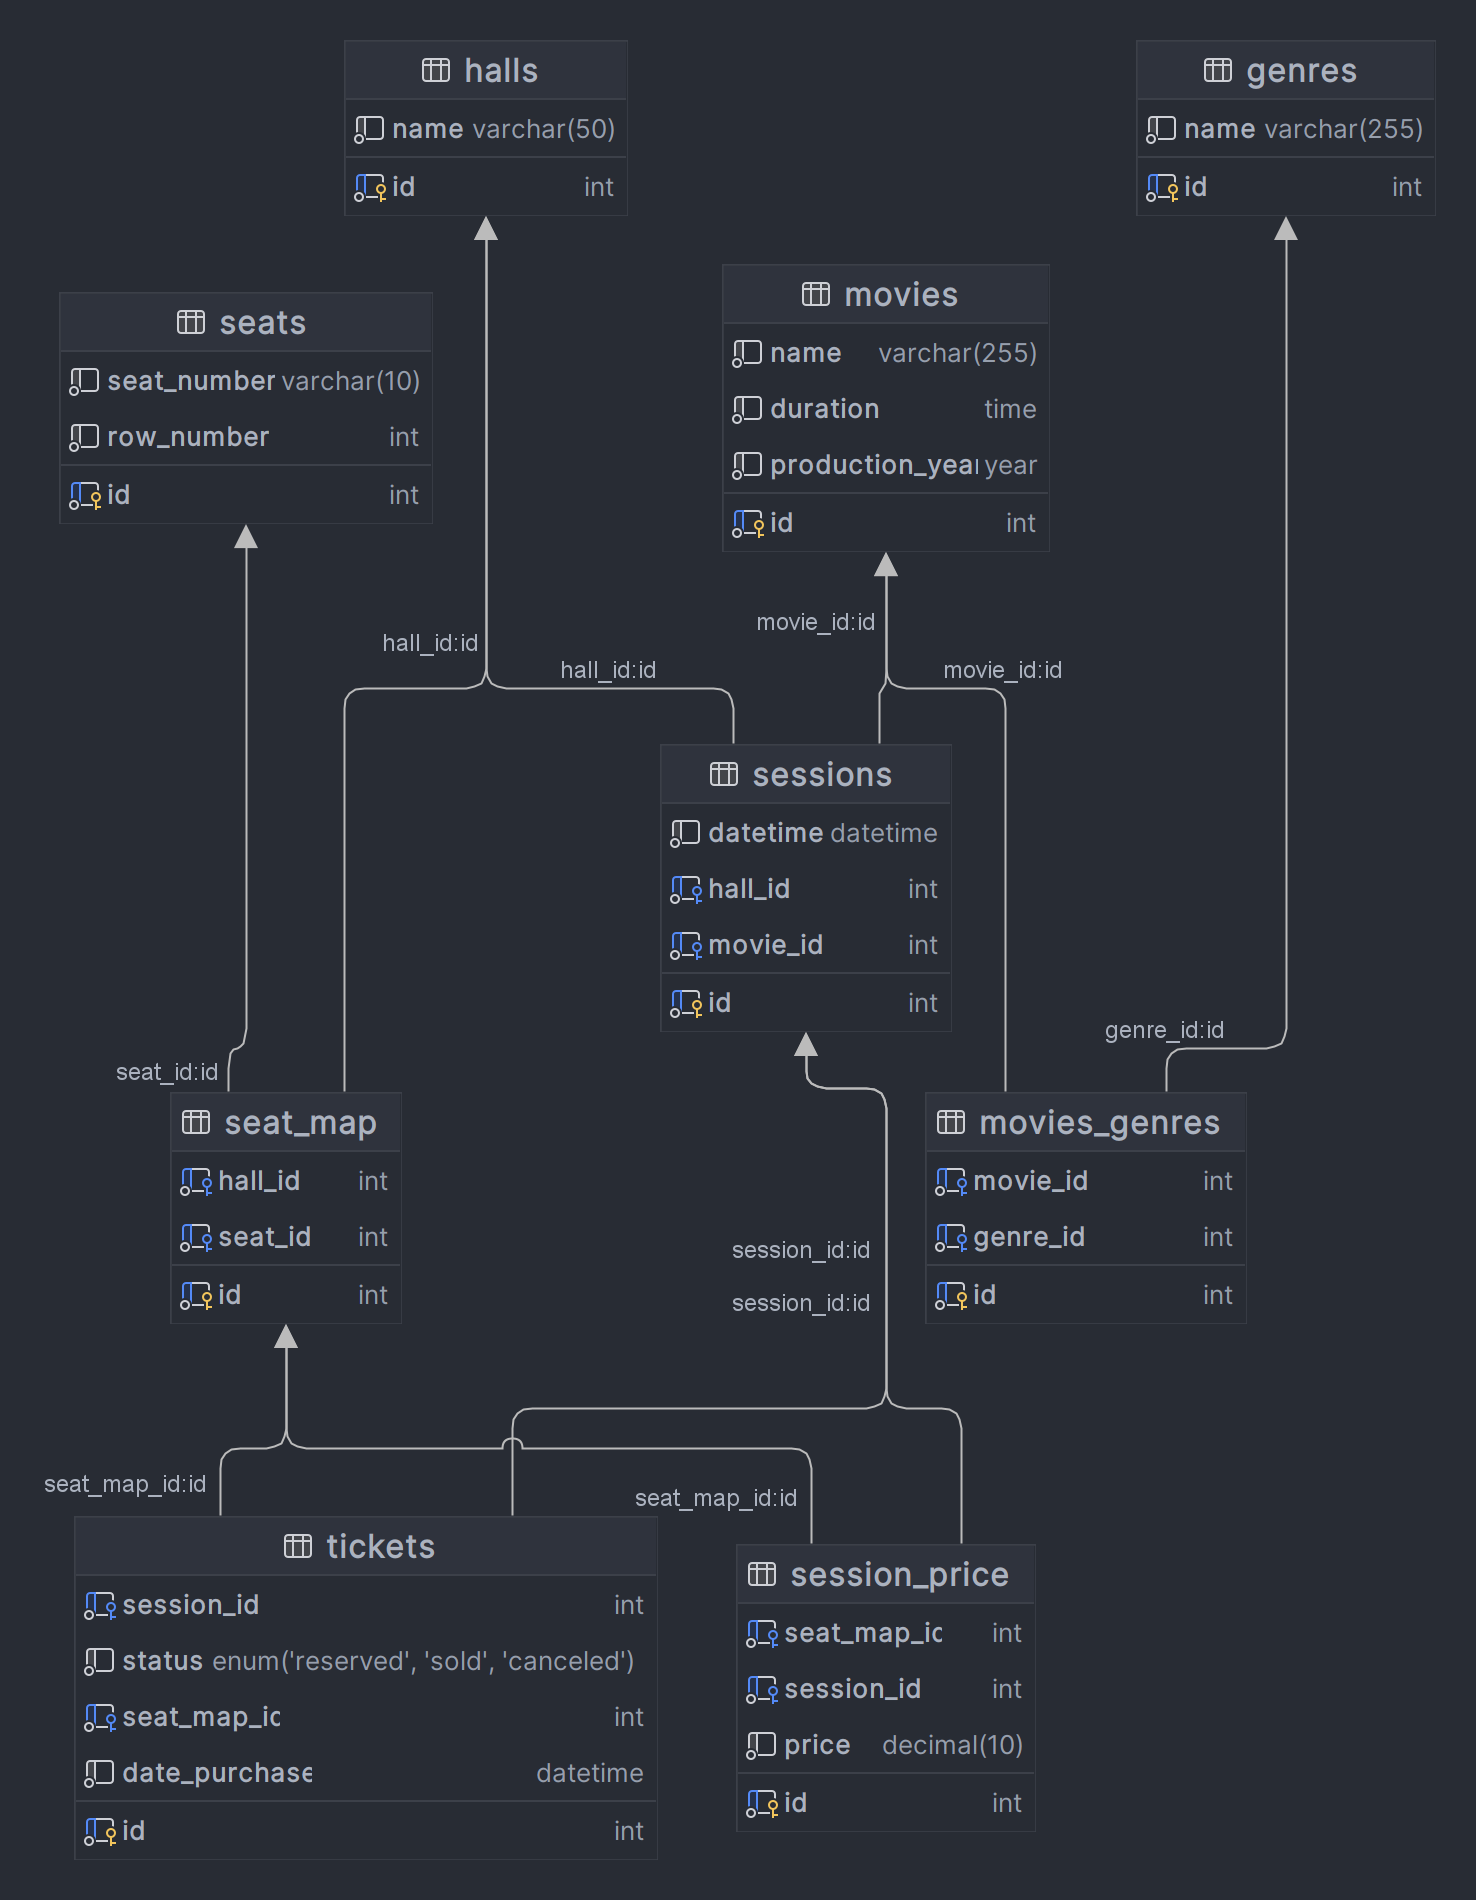 halls
name varchar(50)
id int
genres
name varchar(255)
id int
seats
seat_number varchar(10)
row_number int
id int
movies
name varchar(255)
duration time
production_year year
id int
hall_id:id
hall_id:id
movie_id:id
movie_id:id
sessions
datetime datetime
hall_id int
movie_id int
id int
genre_id:id
seat_id:id
seat_map
hall_id int
seat_id int
id int
movies_genres
movie_id int
genre_id int
id int
session_id:id
session_id:id
seat_map_id:id
seat_map_id:id
tickets
session_id int
status enum('reserved', 'sold', 'canceled')
seat_map_id int
date_purchase datetime
id int
session_price
seat_map_id int
session_id int
price decimal(10)
id int